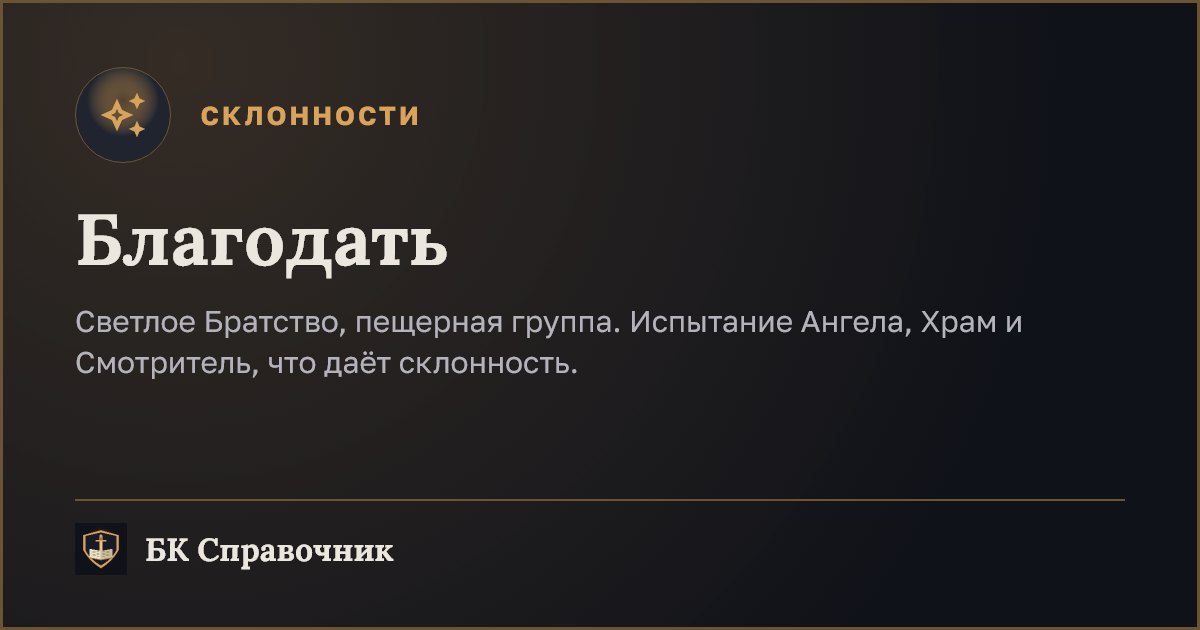 склонности
Благодать
Светлое Братство, пещерная группа. Испытание Ангела, Храм и
Смотритель, что даёт склонность.
БК Справочник